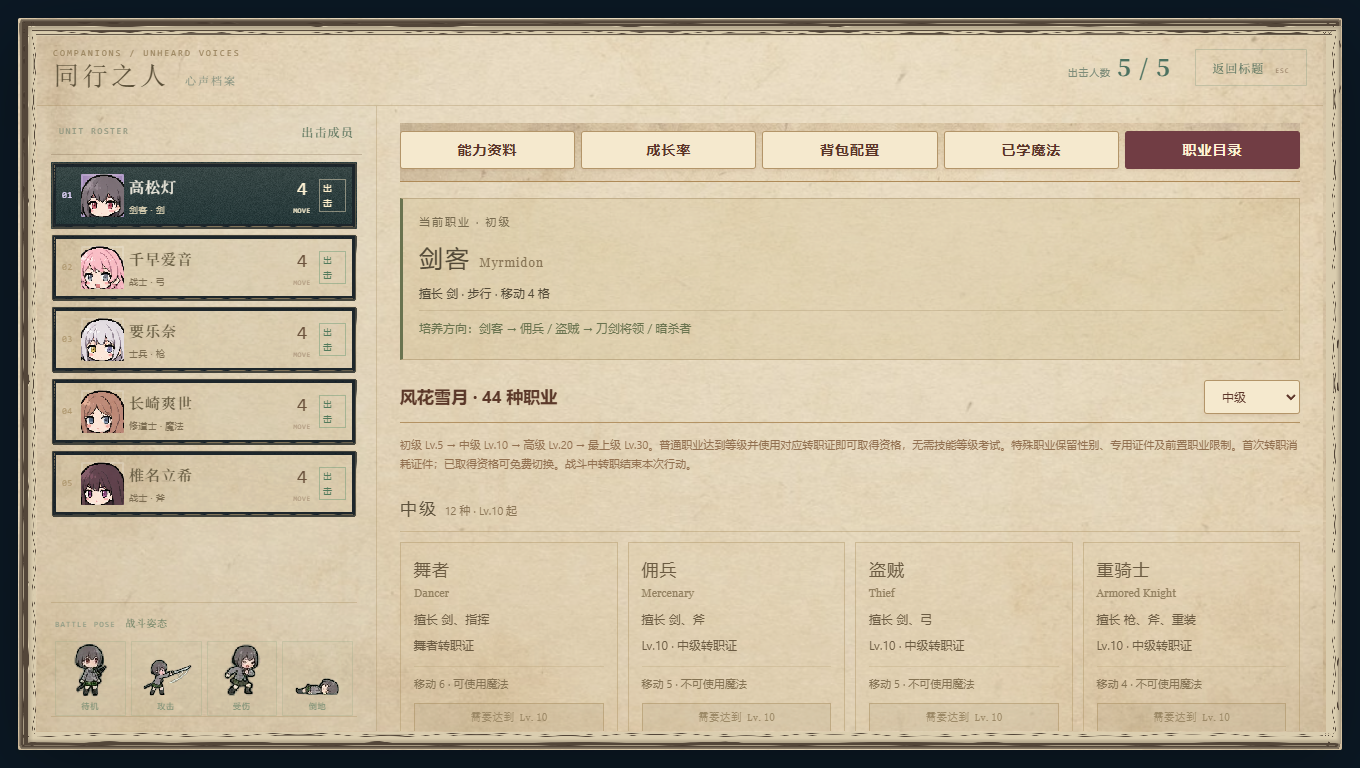 COMPANIONS / UNHEARD VOICES
同行之人 心声档案
出击人数 5 / 5
返回标题 ESC
UNIT ROSTER 出击成员
01 高松灯 剑客 · 剑 4 MOVE 出击
02 千早爱音 战士 · 弓 4 MOVE 出击
03 要乐奈 士兵 · 枪 4 MOVE 出击
04 长崎爽世 修道士 · 魔法 4 MOVE 出击
05 椎名立希 战士 · 斧 4 MOVE 出击
BATTLE POSE 战斗姿态
待机 攻击 受伤 倒地
能力资料 成长率 背包配置 已学魔法 职业目录
当前职业 · 初级
剑客 Myrmidon
擅长 剑 · 步行 · 移动 4 格
培养方向：剑客 → 佣兵 / 盗贼 → 刀剑将领 / 暗杀者
风花雪月 · 44 种职业
中级
初级 Lv.5 → 中级 Lv.10 → 高级 Lv.20 → 最上级 Lv.30。普通职业达到等级并使用对应转职证即可取得资格，无需技能等级考试。特殊职业保留性别、专用证件及前置职业限制。首次转职消
耗证件；已取得资格可免费切换。战斗中转职结束本次行动。
中级 12 种 · Lv.10 起
舞者
Dancer
擅长 剑、指挥
舞者转职证
移动 6 · 可使用魔法
需要达到 Lv. 10
佣兵
Mercenary
擅长 剑、斧
Lv.10 · 中级转职证
移动 5 · 不可使用魔法
需要达到 Lv. 10
盗贼
Thief
擅长 剑、弓
Lv.10 · 中级转职证
移动 5 · 不可使用魔法
需要达到 Lv. 10
重骑士
Armored Knight
擅长 枪、斧、重装
Lv.10 · 中级转职证
移动 4 · 不可使用魔法
需要达到 Lv. 10